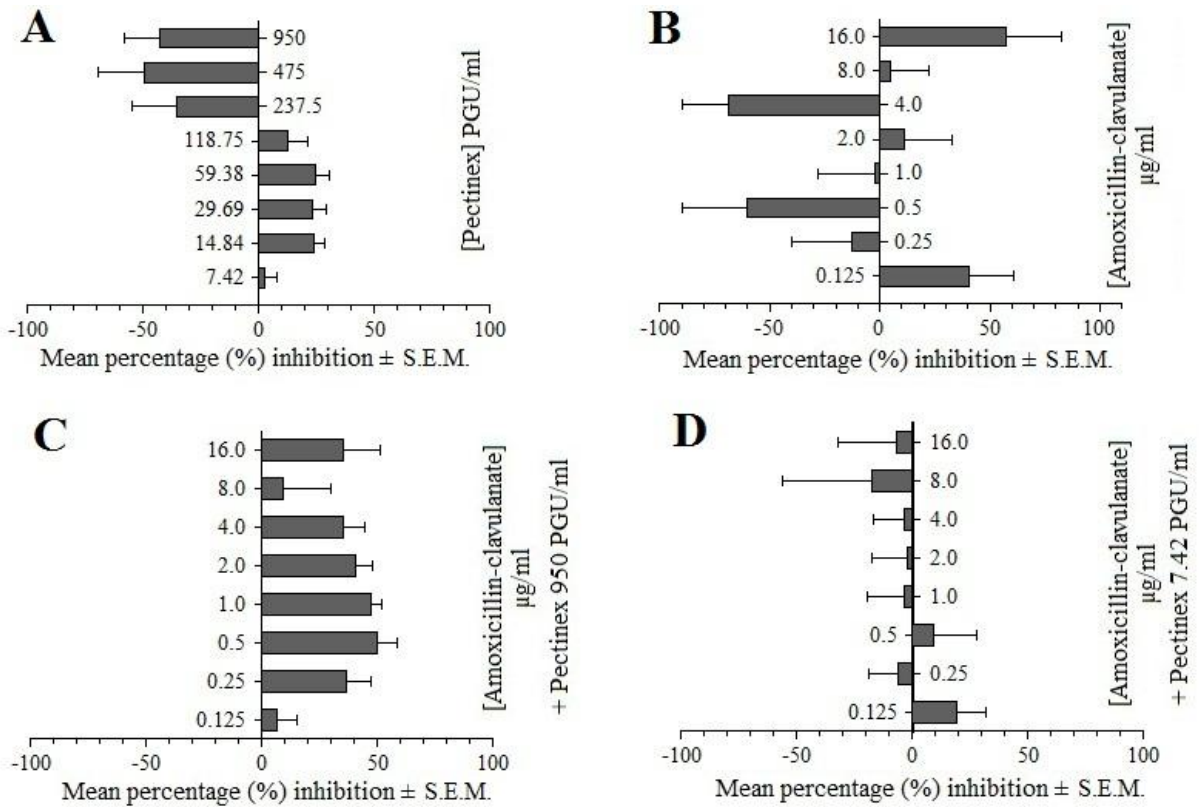 A
950
475
237.5
118.75
59.38
29.69
14.84
7.42
-100 -50 0 50 100
Mean percentage (%) inhibition ± S.E.M.
[Pectinex] PGU/ml
B
16.0
8.0
4.0
2.0
1.0
0.5
0.25
0.125
-100 -50 0 50 100
Mean percentage (%) inhibition ± S.E.M.
[Amoxicillin-clavulanate]
µg/ml
C
16.0
8.0
4.0
2.0
1.0
0.5
0.25
0.125
-100 -50 0 50 100
Mean percentage (%) inhibition ± S.E.M.
[Amoxicillin-clavulanate]
µg/ml
+ Pectinex 950 PGU/ml
D
16.0
8.0
4.0
2.0
1.0
0.5
0.25
0.125
-100 -50 0 50 100
Mean percentage (%) inhibition ± S.E.M.
[Amoxicillin-clavulanate]
µg/ml
+ Pectinex 7.42 PGU/ml